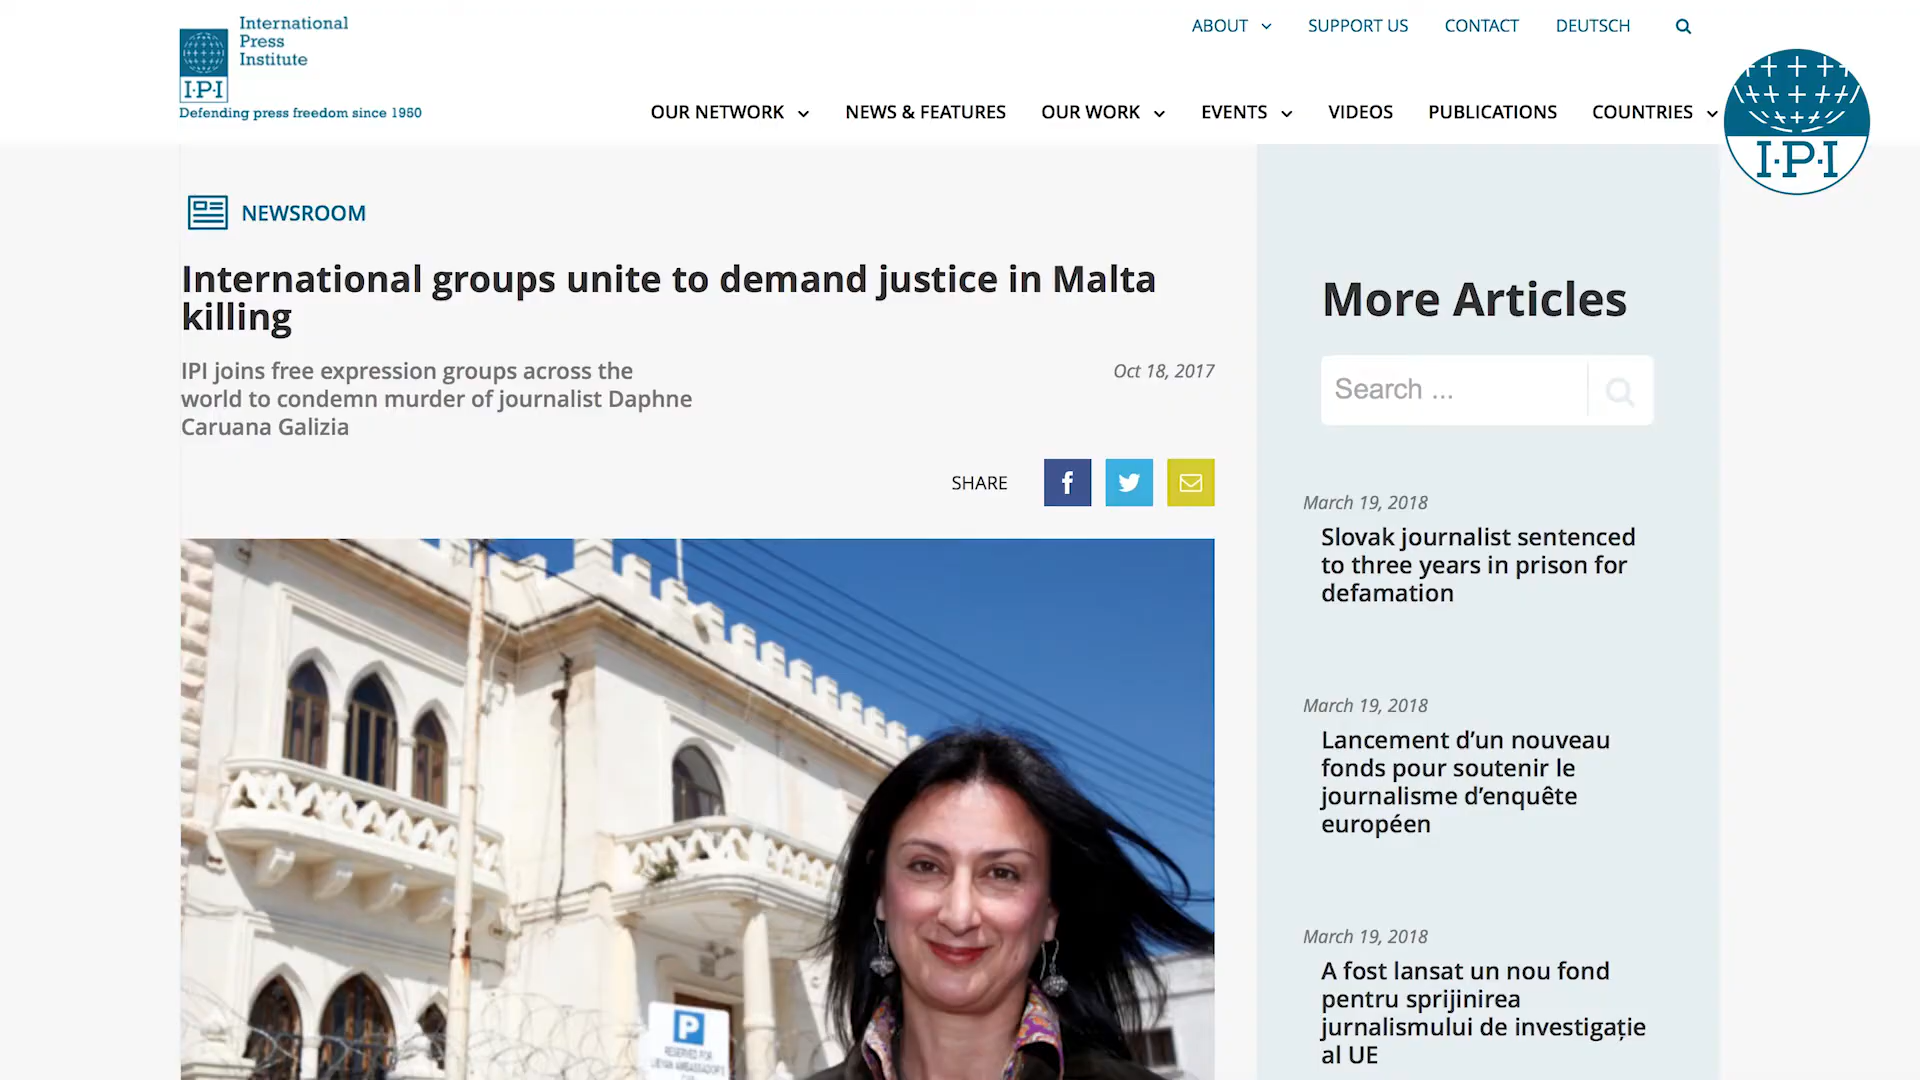 International
Press
Institute
I·P·I
Defending press freedom since 1950
ABOUT
SUPPORT US
CONTACT
DEUTSCH
OUR NETWORK
NEWS & FEATURES
OUR WORK
EVENTS
VIDEOS
PUBLICATIONS
COUNTRIES
I·P·I
NEWSROOM
International groups unite to demand justice in Malta
killing
IPI joins free expression groups across the
world to condemn murder of journalist Daphne
Caruana Galizia
Oct 18, 2017
SHARE
P
RESERVED FOR
LIBYAN AMBASSADOR'S
More Articles
Search ...
March 19, 2018
Slovak journalist sentenced
to three years in prison for
defamation
March 19, 2018
Lancement d’un nouveau
fonds pour soutenir le
journalisme d’enquête
européen
March 19, 2018
A fost lansat un nou fond
pentru sprijinirea
jurnalismului de investigație
al UE